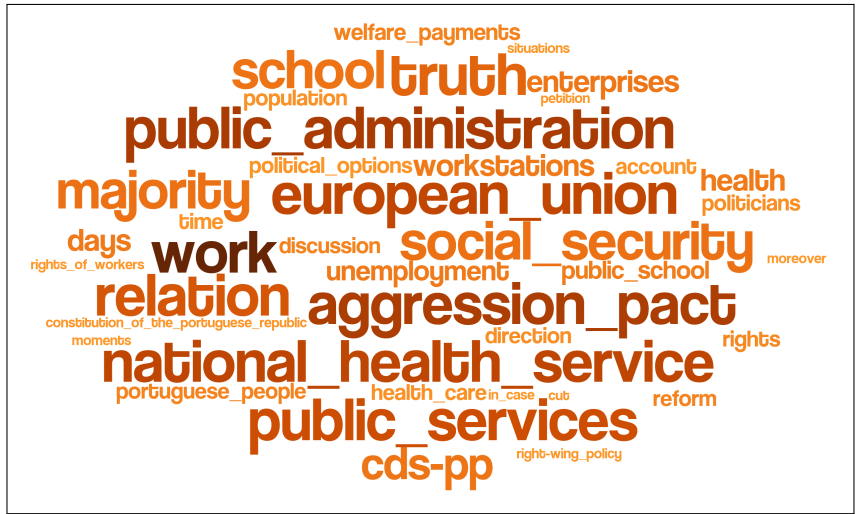 welfare_payments
situations
school truth enterprises
population petition
public_administration
political_options workstations account health
majority european_union politicians
time
days work discussion social_security
rights_of_workers unemployment public_school moreover
relation aggression_pact
constitution_of_the_portuguese_republic
moments direction rights
national_health_service
portuguese_people health_care in_case cut reform
public_services
cds-pp right-wing_policy